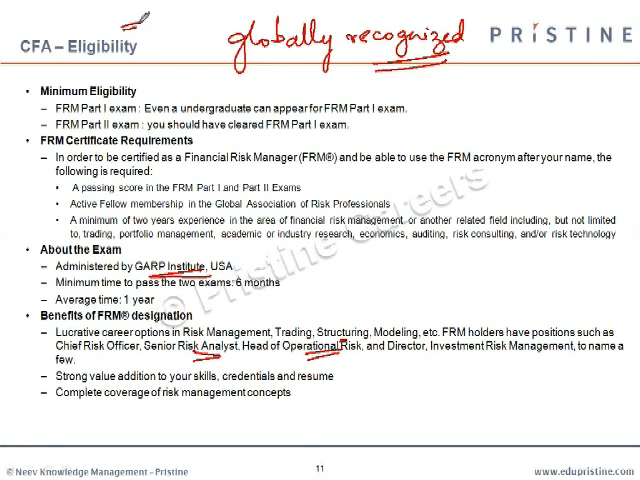 globally recognized
PRISTINE
CFA – Eligibility
• Minimum Eligibility
– FRM Part I exam : Even a undergraduate can appear for FRM Part I exam.
– FRM Part II exam : you should have cleared FRM Part I exam.
• FRM Certificate Requirements
– In order to be certified as a Financial Risk Manager (FRM®) and be able to use the FRM acronym after your name, the
following is required:
• A passing score in the FRM Part I and Part II Exams
• Active Fellow membership in the Global Association of Risk Professionals
• A minimum of two years experience in the area of financial risk management or another related field including, but not limited
to, trading, portfolio management, academic or industry research, economics, auditing, risk consulting, and/or risk technology
• About the Exam
– Administered by GARP Institute, USA
– Minimum time to pass the two exams: 6 months
– Average time: 1 year
• Benefits of FRM® designation
– Lucrative career options in Risk Management, Trading, Structuring, Modeling, etc. FRM holders have positions such as
Chief Risk Officer, Senior Risk Analyst, Head of Operational Risk, and Director, Investment Risk Management, to name a
few.
– Strong value addition to your skills, credentials and resume
– Complete coverage of risk management concepts
© Pristine Careers
© Neev Knowledge Management – Pristine
11
www.edupristine.com